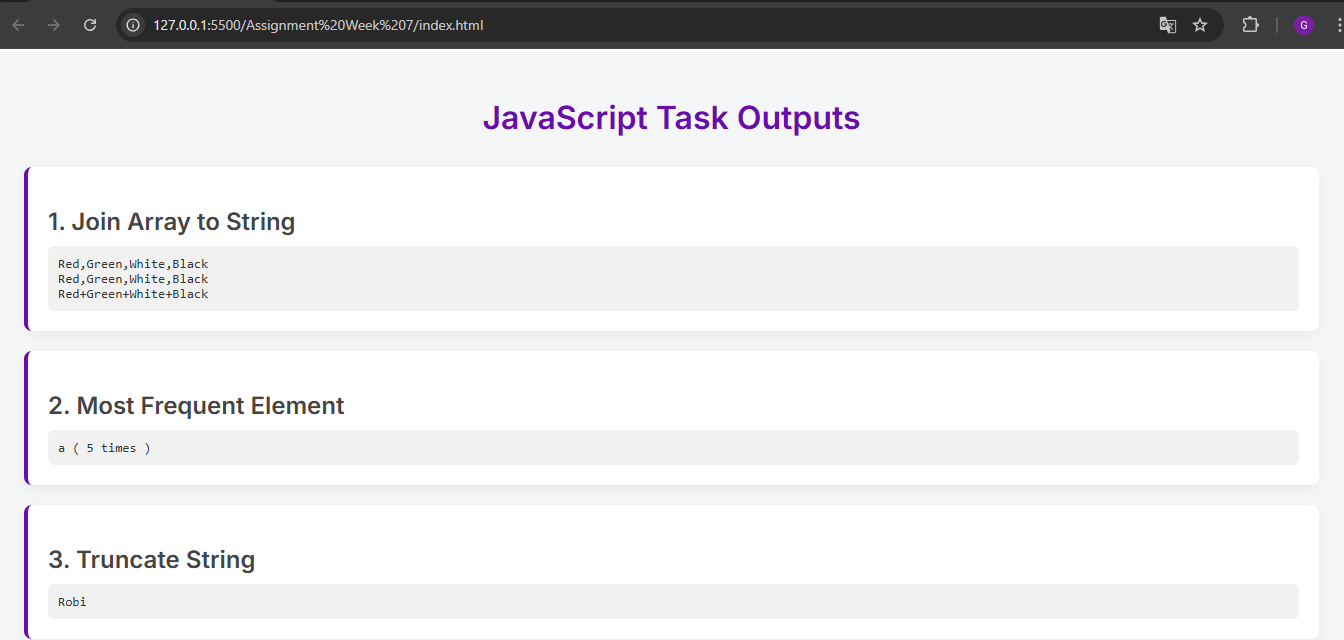 127.0.0.1:5500/Assignment%20Week%207/index.html
G
JavaScript Task Outputs
1. Join Array to String
Red,Green,White,Black
Red,Green,White,Black
Red+Green+White+Black
2. Most Frequent Element
a ( 5 times )
3. Truncate String
Robi